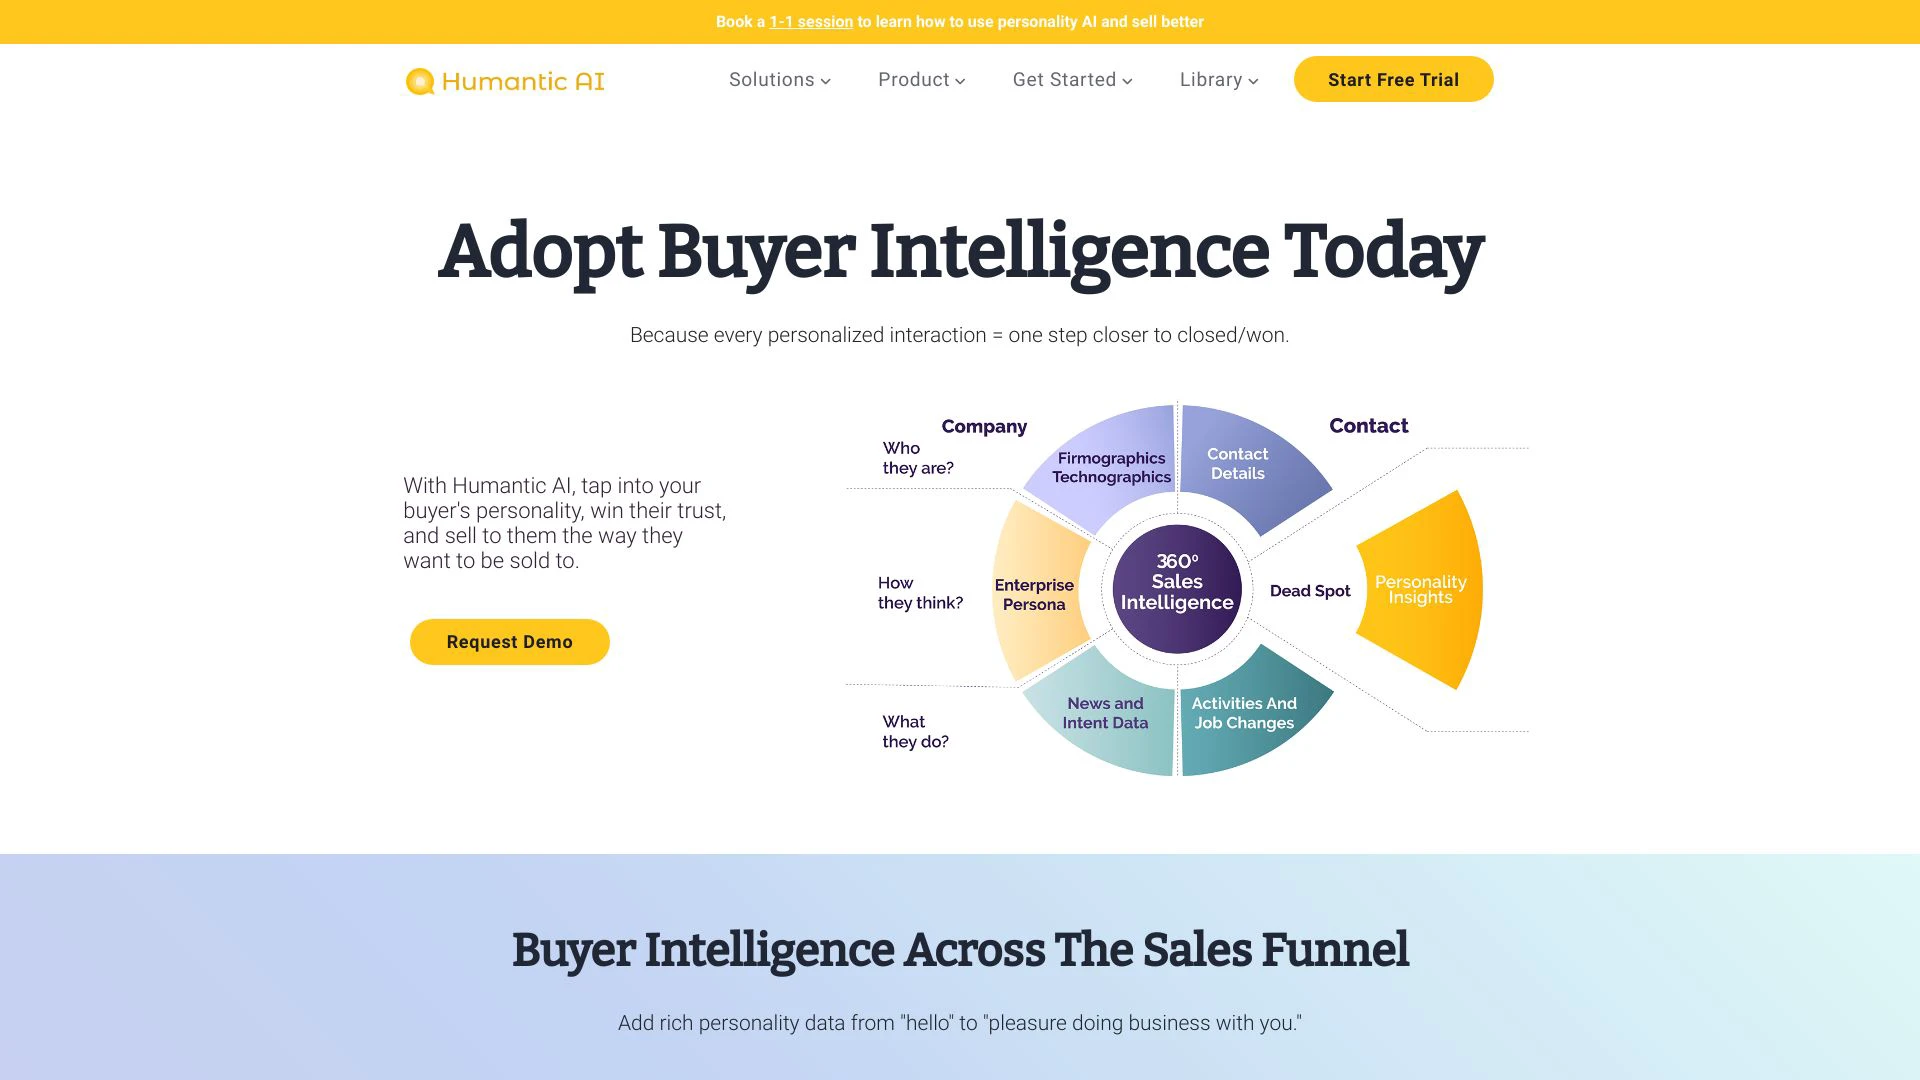 Book a 1-1 session to learn how to use personality AI and sell better
Humantic AI
Solutions
Product
Get Started
Library
Start Free Trial
Adopt Buyer Intelligence Today
Because every personalized interaction = one step closer to closed/won.
With Humantic AI, tap into your
buyer's personality, win their trust,
and sell to them the way they
want to be sold to.
Request Demo
Company
Contact
Who
they are?
Firmographics
Technographics
Contact
Details
How
they think?
Enterprise
Persona
360º
Sales
Intelligence
Dead Spot
Personality
Insights
What
they do?
News and
Intent Data
Activities And
Job Changes
Buyer Intelligence Across The Sales Funnel
Add rich personality data from "hello" to "pleasure doing business with you."